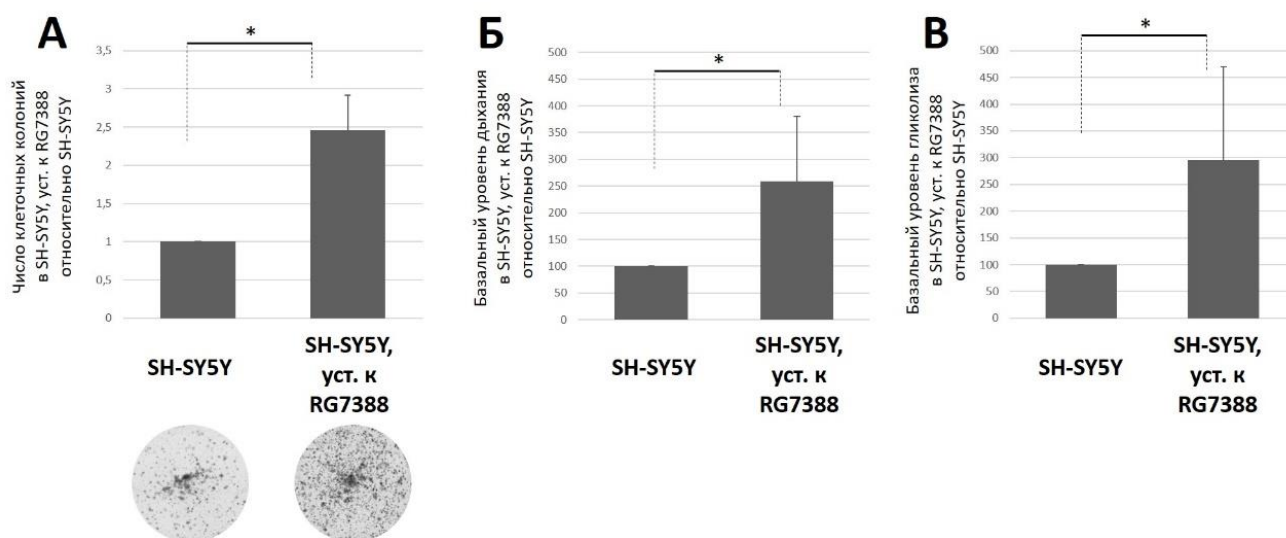 А
Число клеточных колоний
в SH-SY5Y, уст. к RG7388
относительно SH-SY5Y
3,5
3
2,5
2
1,5
1
0,5
0
*
SH-SY5Y
SH-SY5Y,
уст. к
RG7388
Б
Базальный уровень дыхания
в SH-SY5Y, уст. к RG7388
относительно SH-SY5Y
500
450
400
350
300
250
200
150
100
50
0
*
SH-SY5Y
SH-SY5Y,
уст. к
RG7388
В
Базальный уровень гликолиза
в SH-SY5Y, уст. к RG7388
относительно SH-SY5Y
500
450
400
350
300
250
200
150
100
50
0
*
SH-SY5Y
SH-SY5Y,
уст. к
RG7388